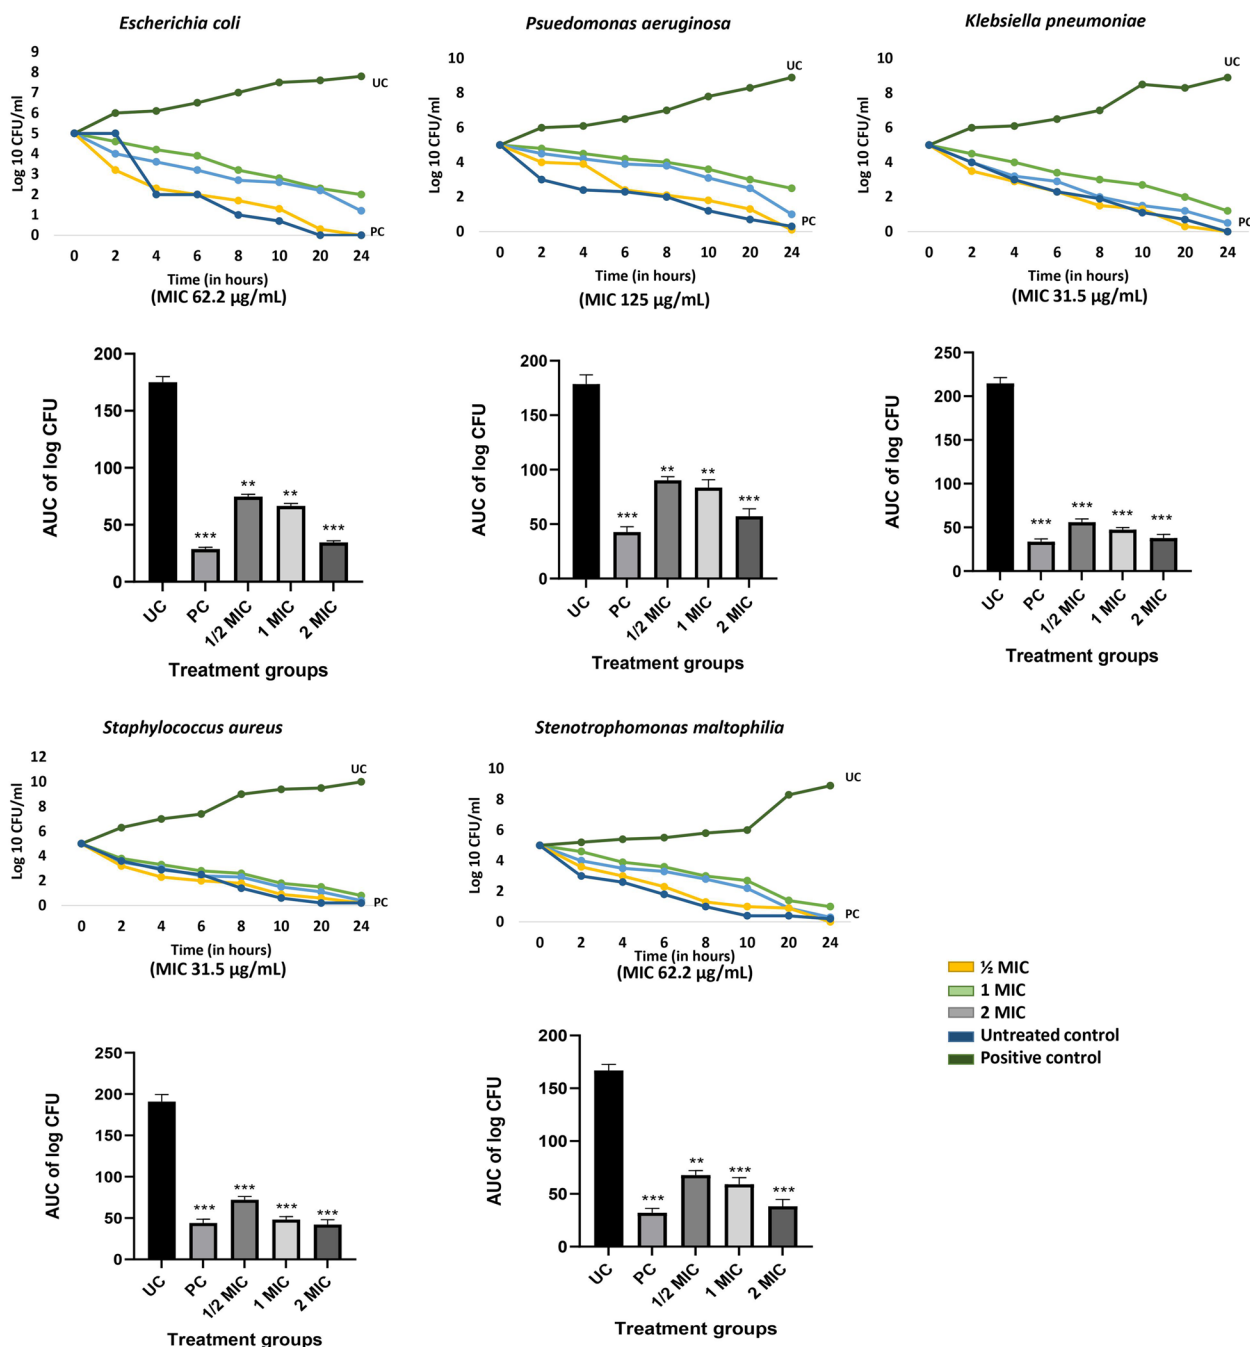 Escherichia coli
9
8
7
6
5
4
3
2
1
0
Log 10 CFU/ml
UC
PC
0 2 4 6 8 10 20 24
Time (in hours)
(MIC 62.2 µg/mL)
Psuedomonas aeruginosa
10
8
6
4
2
0
Log 10 CFU/ml
UC
PC
0 2 4 6 8 10 20 24
Time (in hours)
(MIC 125 µg/mL)
Klebsiella pneumoniae
10
8
6
4
2
0
Log 10 CFU/ml
UC
PC
0 2 4 6 8 10 20 24
Time (in hours)
(MIC 31.5 µg/mL)
200
150
100
50
0
AUC of log CFU
*** ** ** ***
UC PC 1/2 MIC 1 MIC 2 MIC
Treatment groups
200
150
100
50
0
AUC of log CFU
*** ** ** ***
UC PC 1/2 MIC 1 MIC 2 MIC
Treatment groups
250
200
150
100
50
0
AUC of log CFU
*** *** *** ***
UC PC 1/2 MIC 1 MIC 2 MIC
Treatment groups
Staphylococcus aureus
12
10
8
6
4
2
0
Log 10 CFU/ml
UC
PC
0 2 4 6 8 10 20 24
Time (in hours)
(MIC 31.5 µg/mL)
Stenotrophomonas maltophilia
10
8
6
4
2
0
Log 10 CFU/ml
UC
PC
0 2 4 6 8 10 20 24
Time (in hours)
(MIC 62.2 µg/mL)
½ MIC
1 MIC
2 MIC
Untreated control
Positive control
250
200
150
100
50
0
AUC of log CFU
*** *** *** ***
UC PC 1/2 MIC 1 MIC 2 MIC
Treatment groups
200
150
100
50
0
AUC of log CFU
*** ** *** ***
UC PC 1/2 MIC 1 MIC 2 MIC
Treatment groups